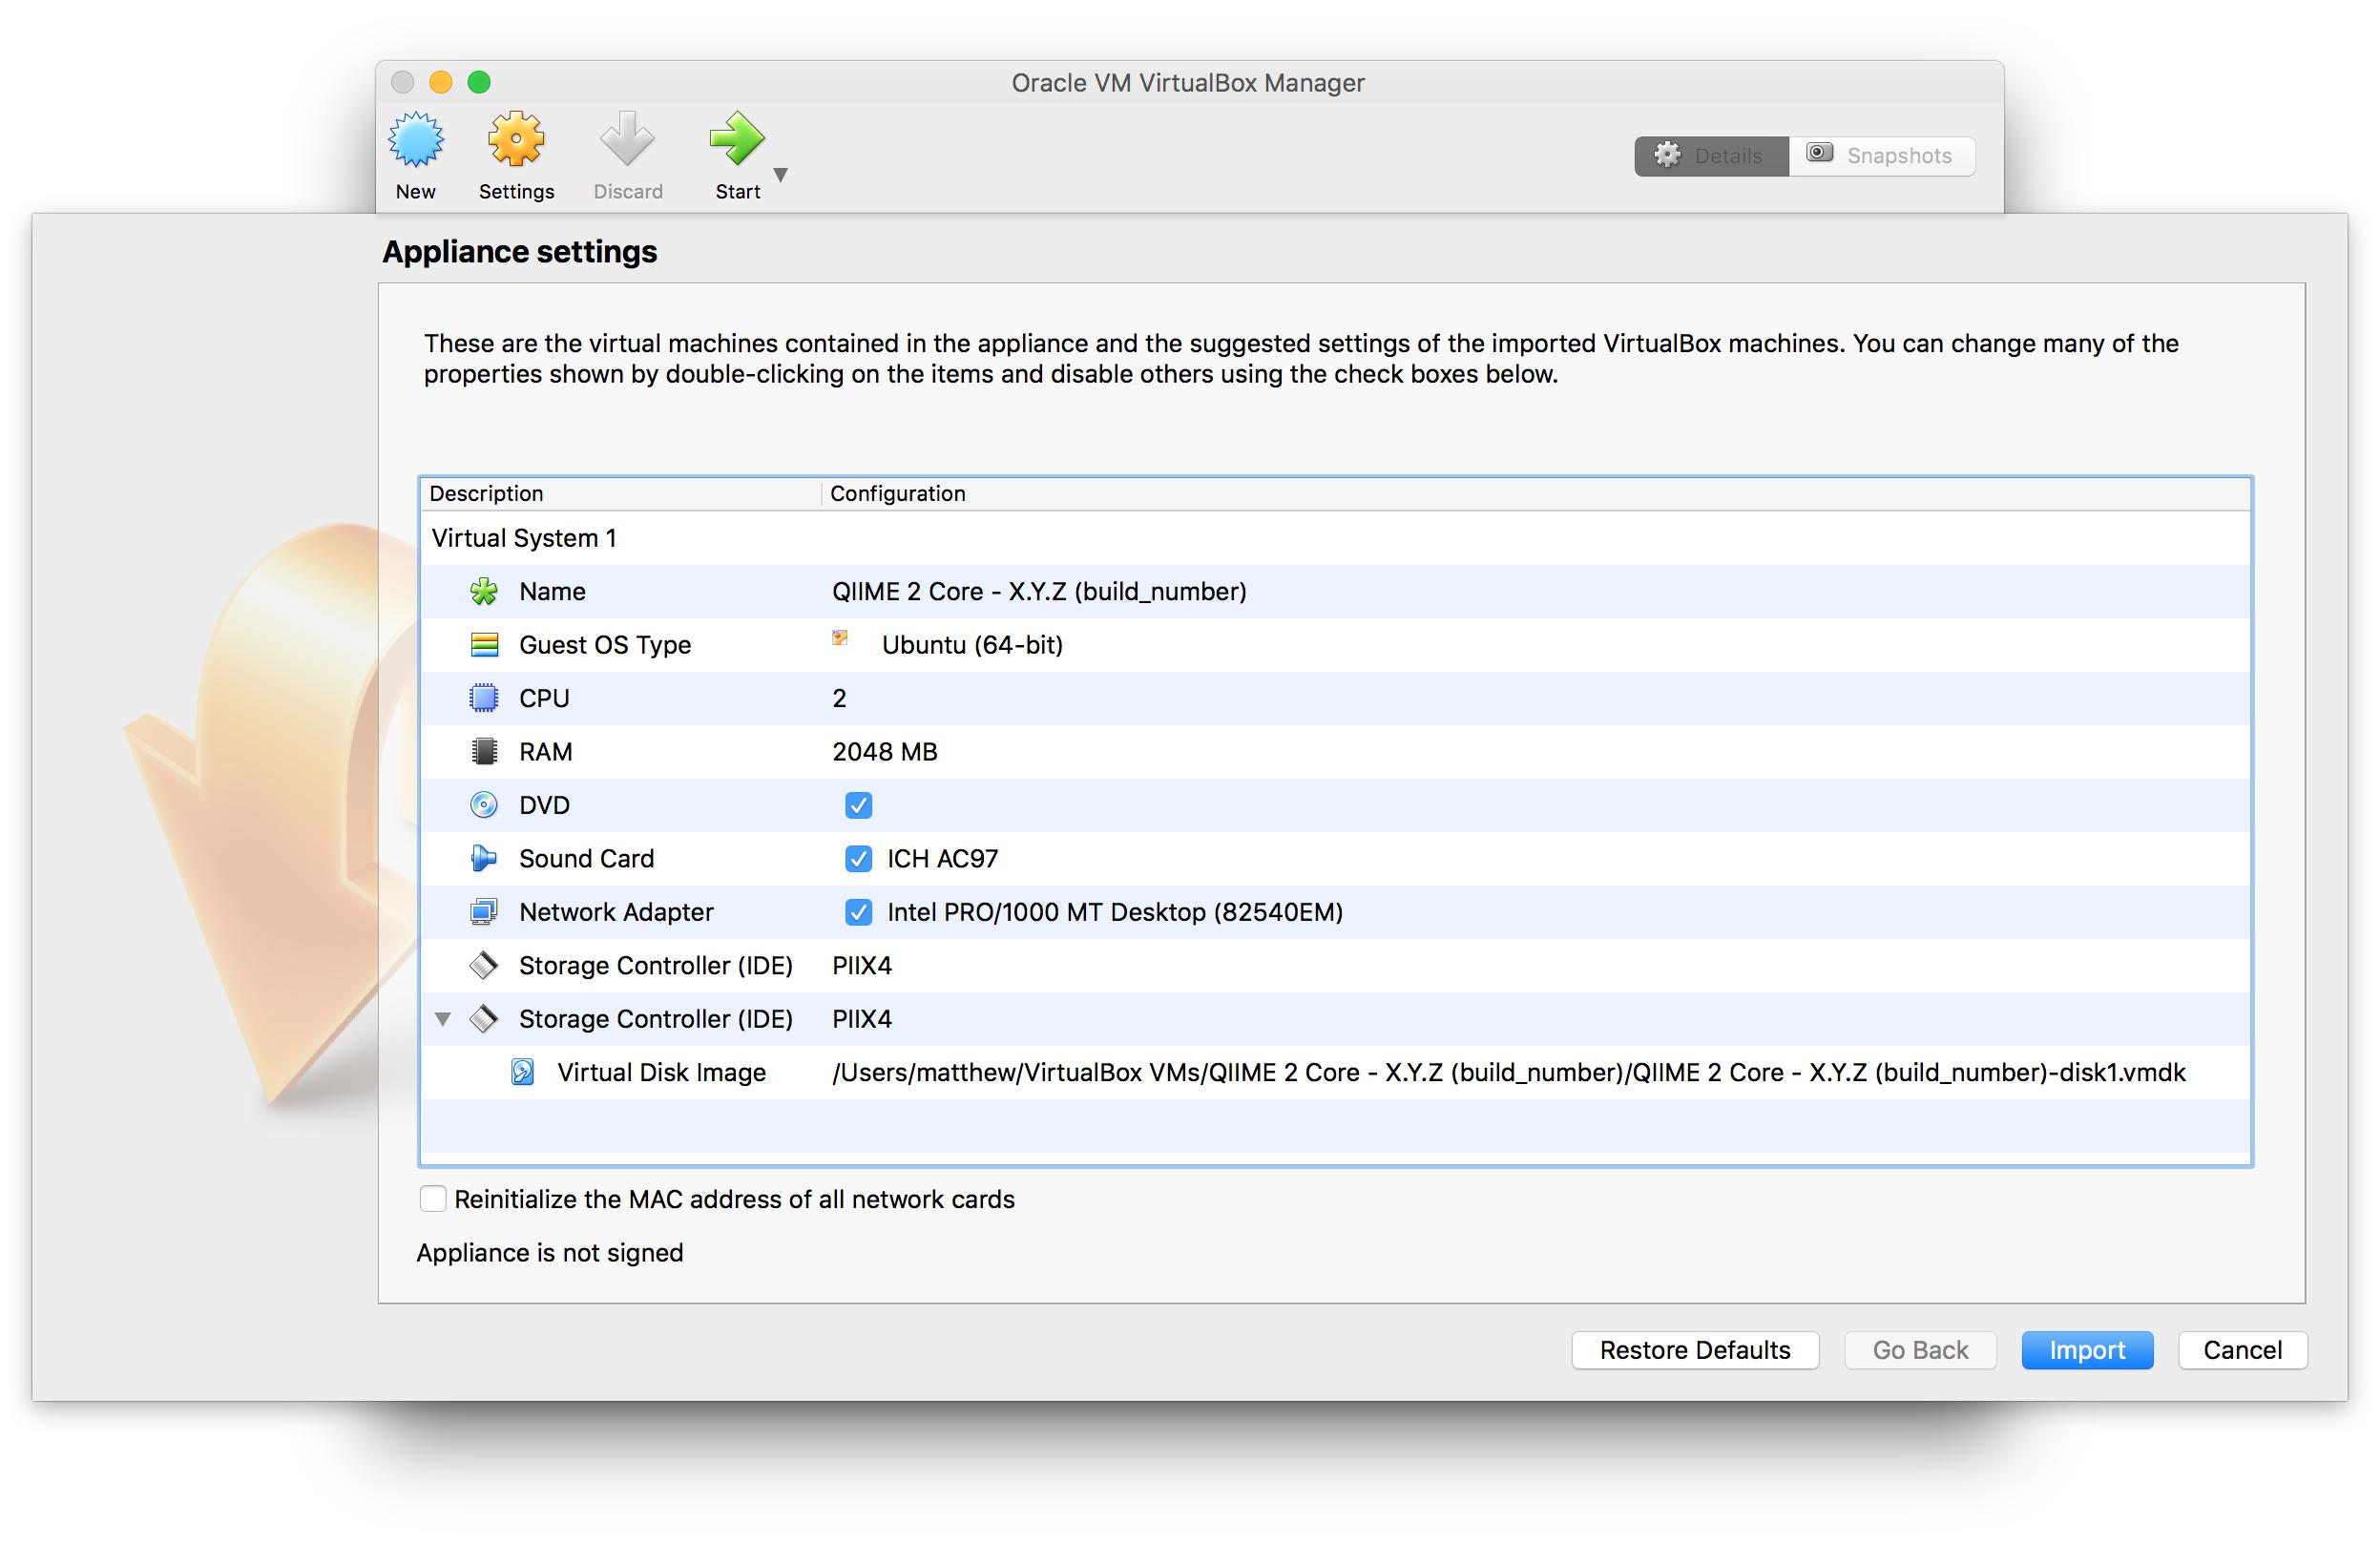 Oracle VM VirtualBox Manager
New
Settings
Discard
Start
Details
Snapshots
Appliance settings
These are the virtual machines contained in the appliance and the suggested settings of the imported VirtualBox machines. You can change many of the
properties shown by double-clicking on the items and disable others using the check boxes below.
Description Configuration
Virtual System 1
Name QIIME 2 Core - X.Y.Z (build_number)
Guest OS Type Ubuntu (64-bit)
CPU 2
RAM 2048 MB
DVD
Sound Card ICH AC97
Network Adapter Intel PRO/1000 MT Desktop (82540EM)
Storage Controller (IDE) PIIX4
Storage Controller (IDE) PIIX4
Virtual Disk Image /Users/matthew/VirtualBox VMs/QIIME 2 Core - X.Y.Z (build_number)/QIIME 2 Core - X.Y.Z (build_number)-disk1.vmdk
Reinitialize the MAC address of all network cards
Appliance is not signed
Restore Defaults
Go Back
Import
Cancel